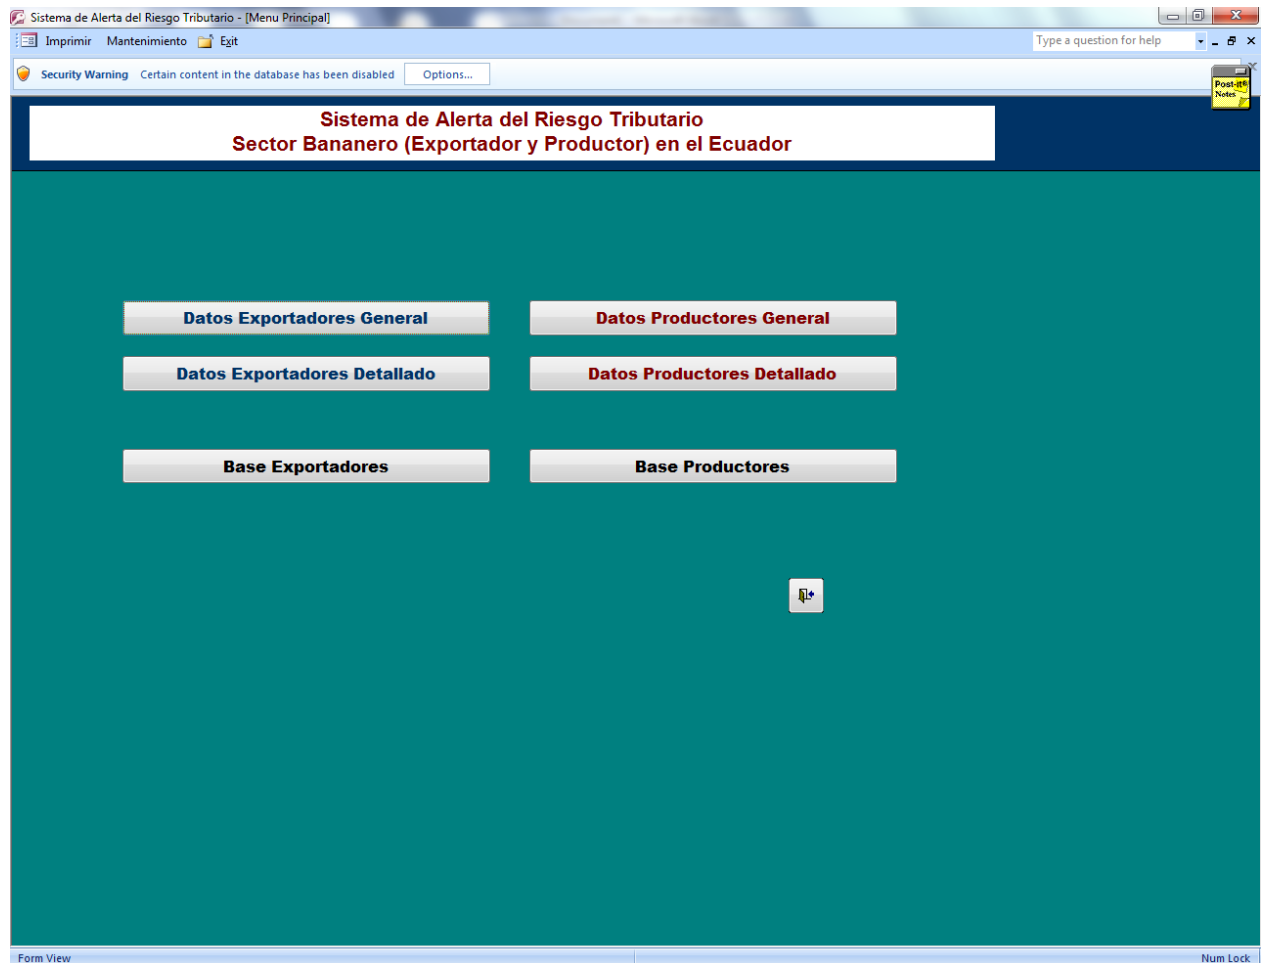 Sistema de Alerta del Riesgo Tributario - [Menu Principal]
Imprimir Mantenimiento Exit Type a question for help
Security Warning Certain content in the database has been disabled Options...
Post-it®
Notes
Sistema de Alerta del Riesgo Tributario
Sector Bananero (Exportador y Productor) en el Ecuador
Datos Exportadores General Datos Productores General
Datos Exportadores Detallado Datos Productores Detallado
Base Exportadores Base Productores
Form View Num Lock